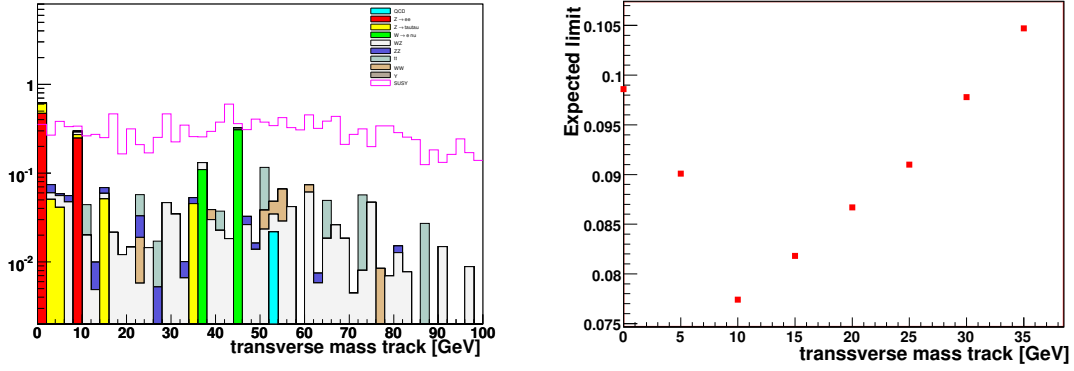 QCD
Z → ee
Z → tautau
W → e nu
WZ
ZZ
tt
WW
γ
SUSY
1
10⁻¹
10⁻²
0 10 20 30 40 50 60 70 80 90 100
transverse mass track [GeV]
Expected limit
0.105
0.1
0.095
0.09
0.085
0.08
0.075
0 5 10 15 20 25 30 35
transsverse mass track [GeV]